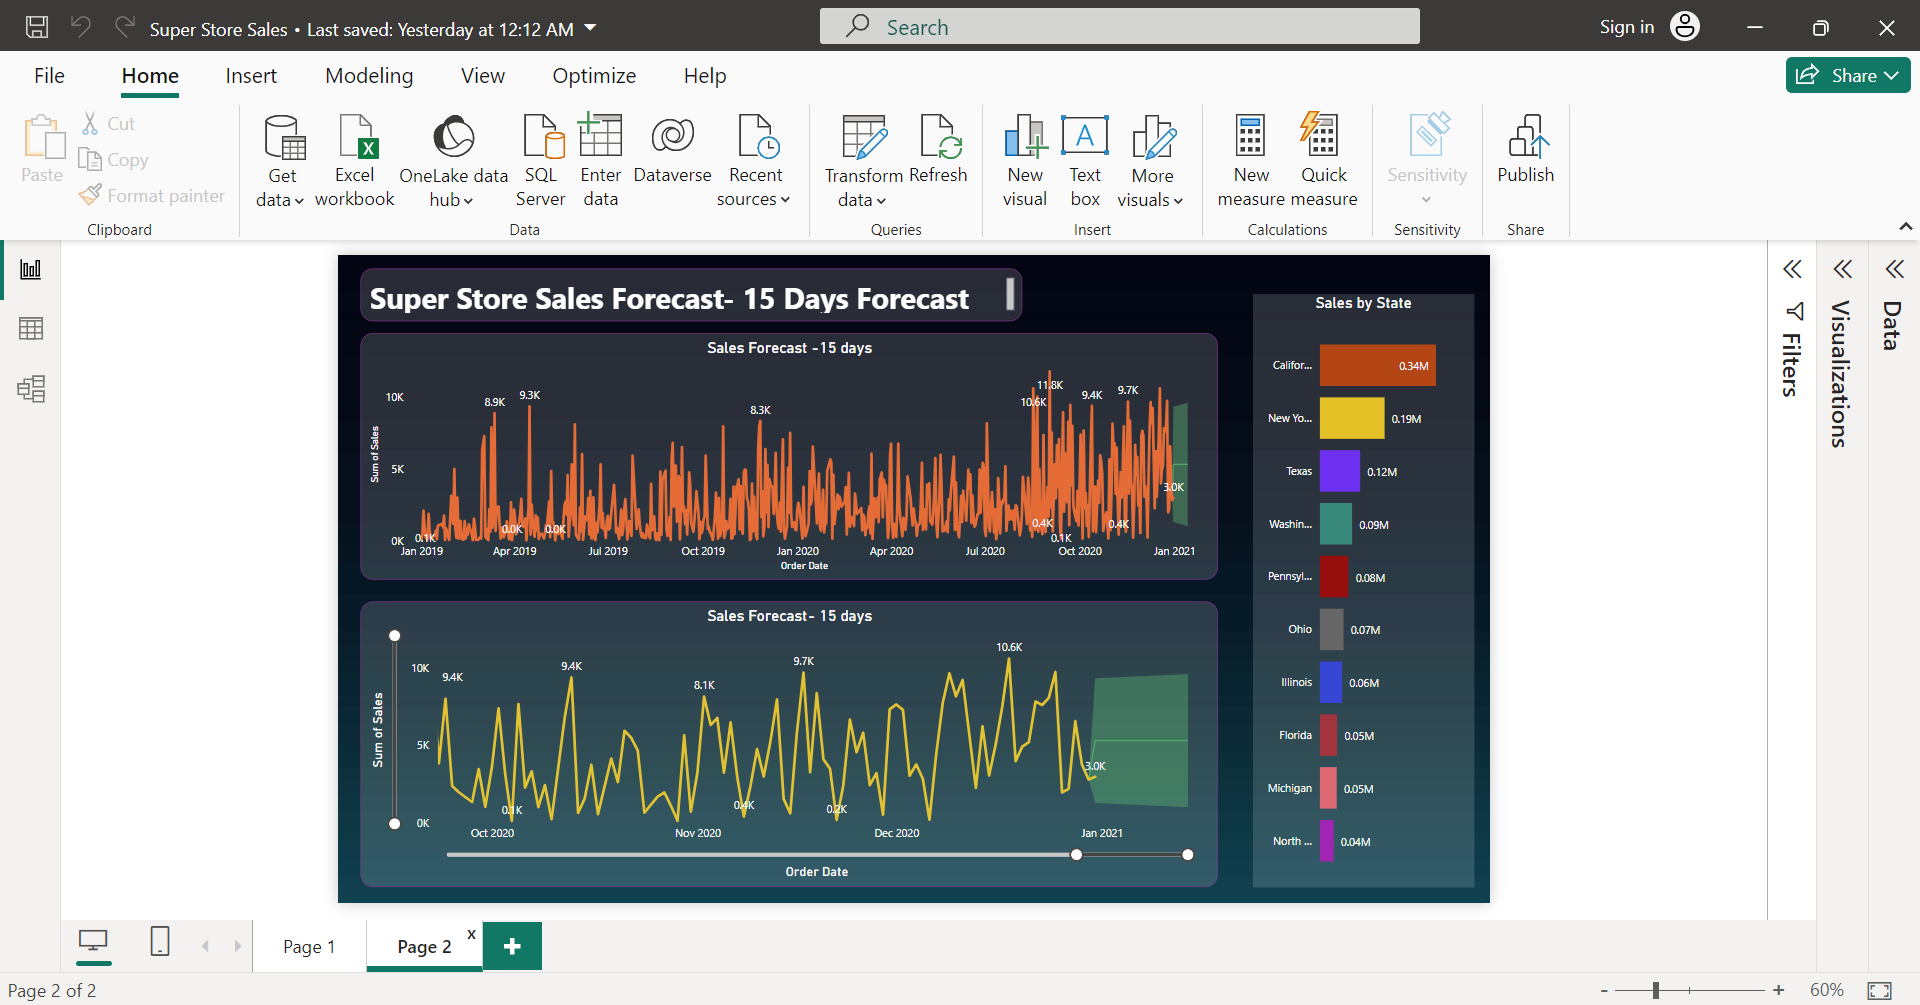 Super Store Sales • Last saved: Yesterday at 12:12 AM
Search
Sign in
File Home Insert Modeling View Optimize Help
Share
Paste
Cut
Copy
Format painter
Clipboard
Get data
Excel workbook
OneLake data hub
SQL Server
Enter data
Dataverse
Recent sources
Data
Transform data
Refresh
Queries
New visual
A
Text box
More visuals
Insert
New measure
Quick measure
Calculations
Sensitivity
Sensitivity
Publish
Share
Super Store Sales Forecast- 15 Days Forecast
Sales Forecast -15 days
Sum of Sales
10K
5K
0K
0.1K
8.9K
9.3K
0.0K
0.0K
8.3K
10.6K
11.8K
9.4K
9.7K
0.4K
0.1K
0.4K
3.0K
Jan 2019 Apr 2019 Jul 2019 Oct 2019 Jan 2020 Apr 2020 Jul 2020 Oct 2020 Jan 2021
Order Date
Sales Forecast- 15 days
Sum of Sales
10K
5K
0K
9.4K
0.1K
9.4K
8.1K
0.4K
9.7K
0.2K
10.6K
3.0K
Oct 2020 Nov 2020 Dec 2020 Jan 2021
Order Date
Sales by State
Califor... 0.34M
New Yo... 0.19M
Texas 0.12M
Washin... 0.09M
Pennsyl... 0.08M
Ohio 0.07M
Illinois 0.06M
Florida 0.05M
Michigan 0.05M
North ... 0.04M
Filters
Visualizations
Data
Page 1
Page 2 x
+
Page 2 of 2
- + 60%